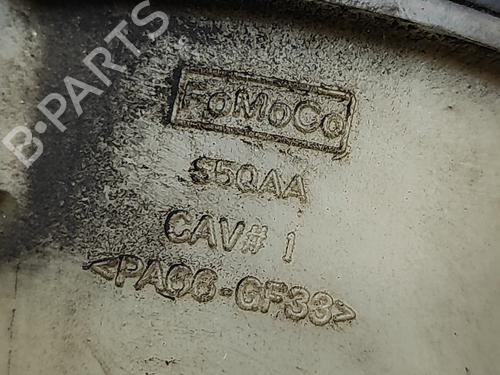 B-PARTS
FoMoCo
S5QAA
CAV# 1
<PA66-GF33>